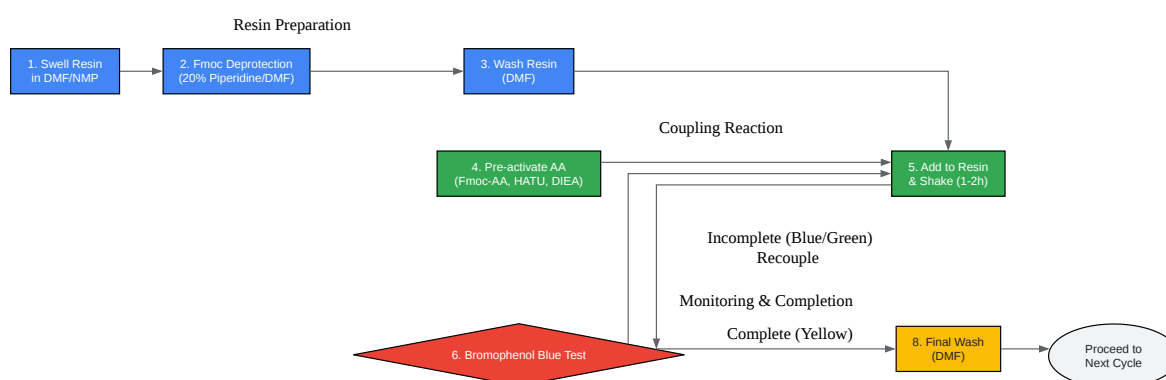 Resin Preparation
1. Swell Resin
in DMF/NMP
2. Fmoc Deprotection
(20% Piperidine/DMF)
3. Wash Resin
(DMF)
Coupling Reaction
4. Pre-activate AA
(Fmoc-AA, HATU, DIEA)
5. Add to Resin
& Shake (1-2h)
Incomplete (Blue/Green)
Recouple
Monitoring & Completion
Complete (Yellow)
6. Bromophenol Blue Test
8. Final Wash
(DMF)
Proceed to
Next Cycle